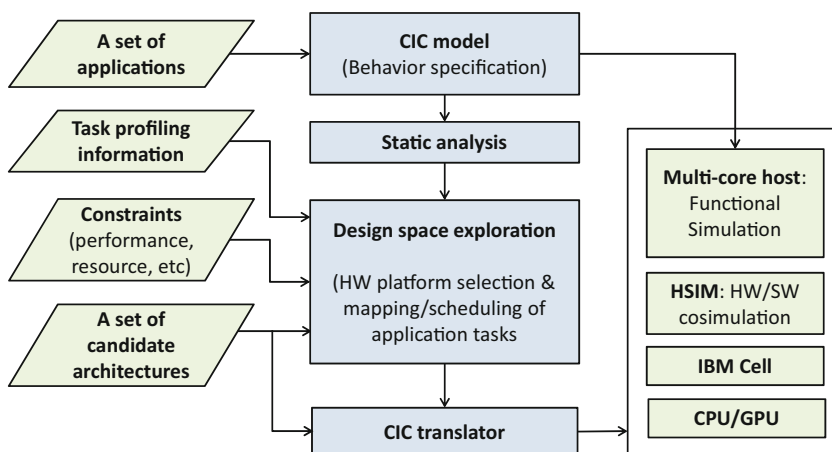 A set of
applications
CIC model
(Behavior specification)
Task profiling
information
Static analysis
Multi-core host:
Functional
Simulation
Constraints
(performance,
resource, etc)
Design space exploration
(HW platform selection &
mapping/scheduling of
application tasks
HSIM: HW/SW
cosimulation
A set of
candidate
architectures
IBM Cell
CIC translator
CPU/GPU